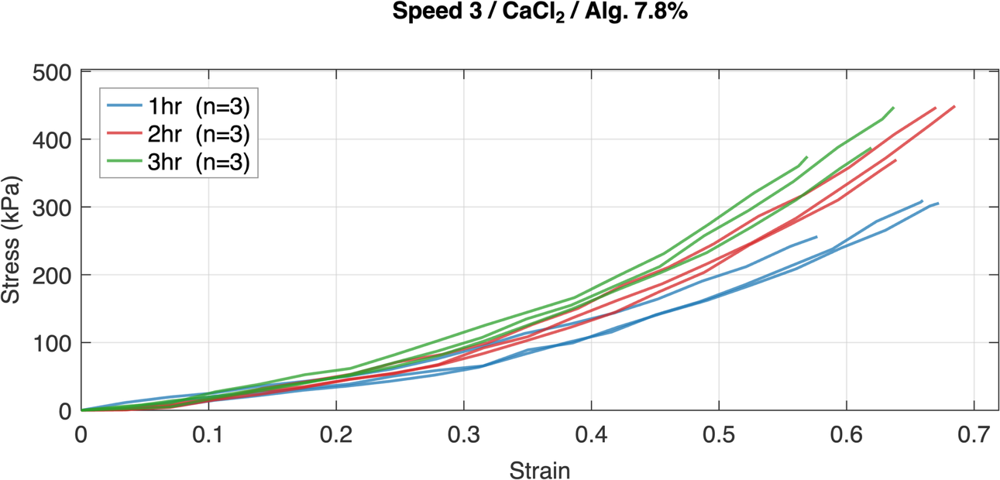 Speed 3 / CaCl₂ / Alg. 7.8%
500
400
300
200
100
0
Stress (kPa)
1hr (n=3)
2hr (n=3)
3hr (n=3)
0 0.1 0.2 0.3 0.4 0.5 0.6 0.7
Strain